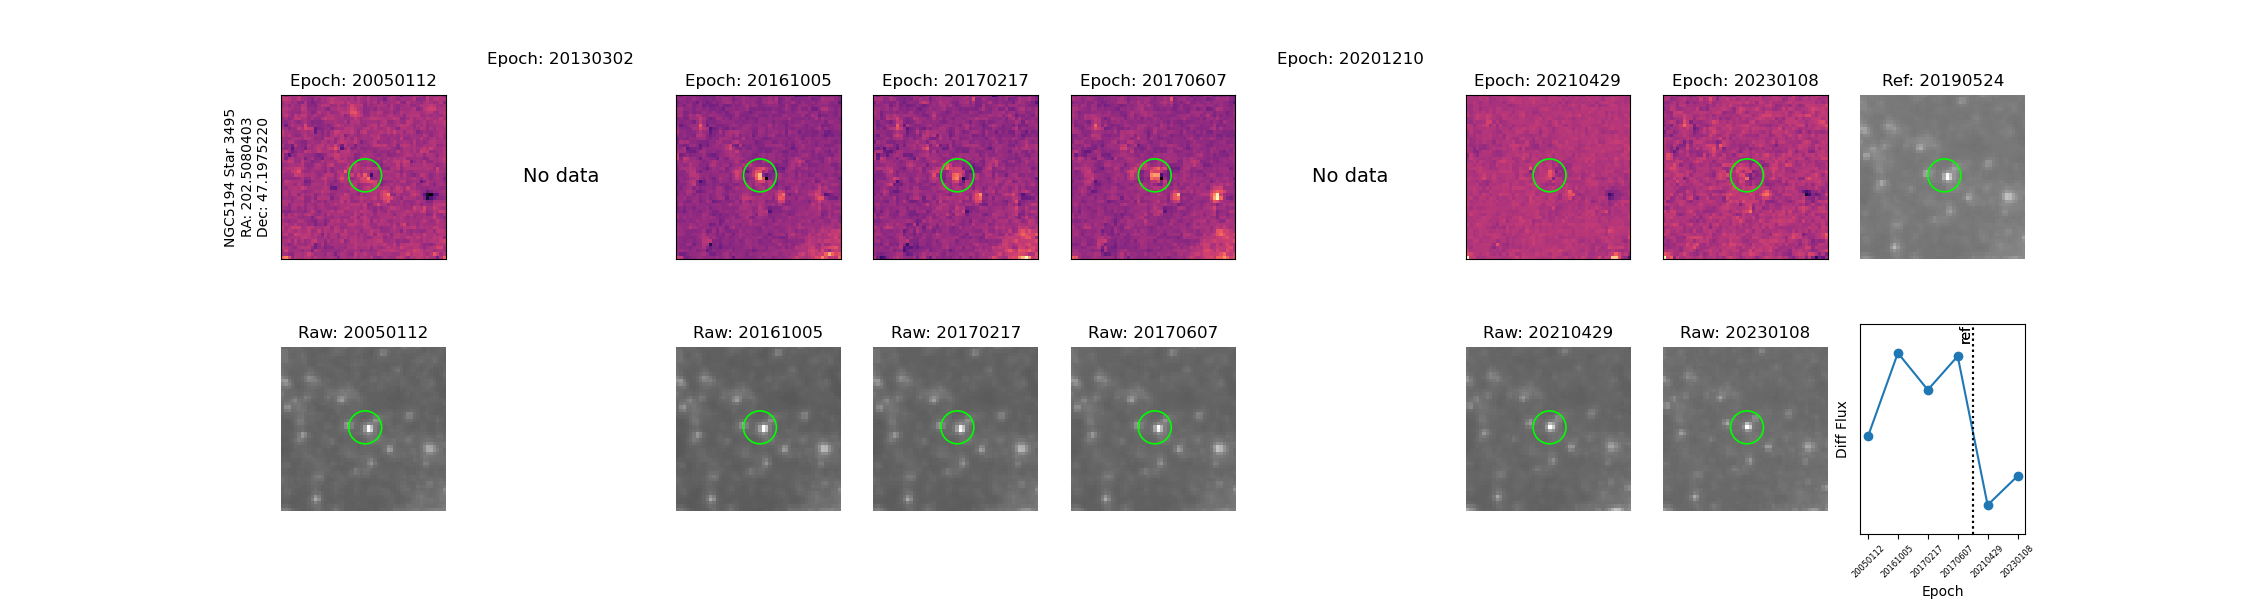 Epoch: 20130302
Epoch: 20201210
Epoch: 20050112
Epoch: 20161005
Epoch: 20170217
Epoch: 20170607
Epoch: 20210429
Epoch: 20230108
Ref: 20190524
NGC5194 Star 3495
RA: 202.5080403
Dec: 47.1975220
No data
No data
Raw: 20050112
Raw: 20161005
Raw: 20170217
Raw: 20170607
Raw: 20210429
Raw: 20230108
ref
Diff Flux
20050112
20161005
20170217
20170607
20210429
20230108
Epoch